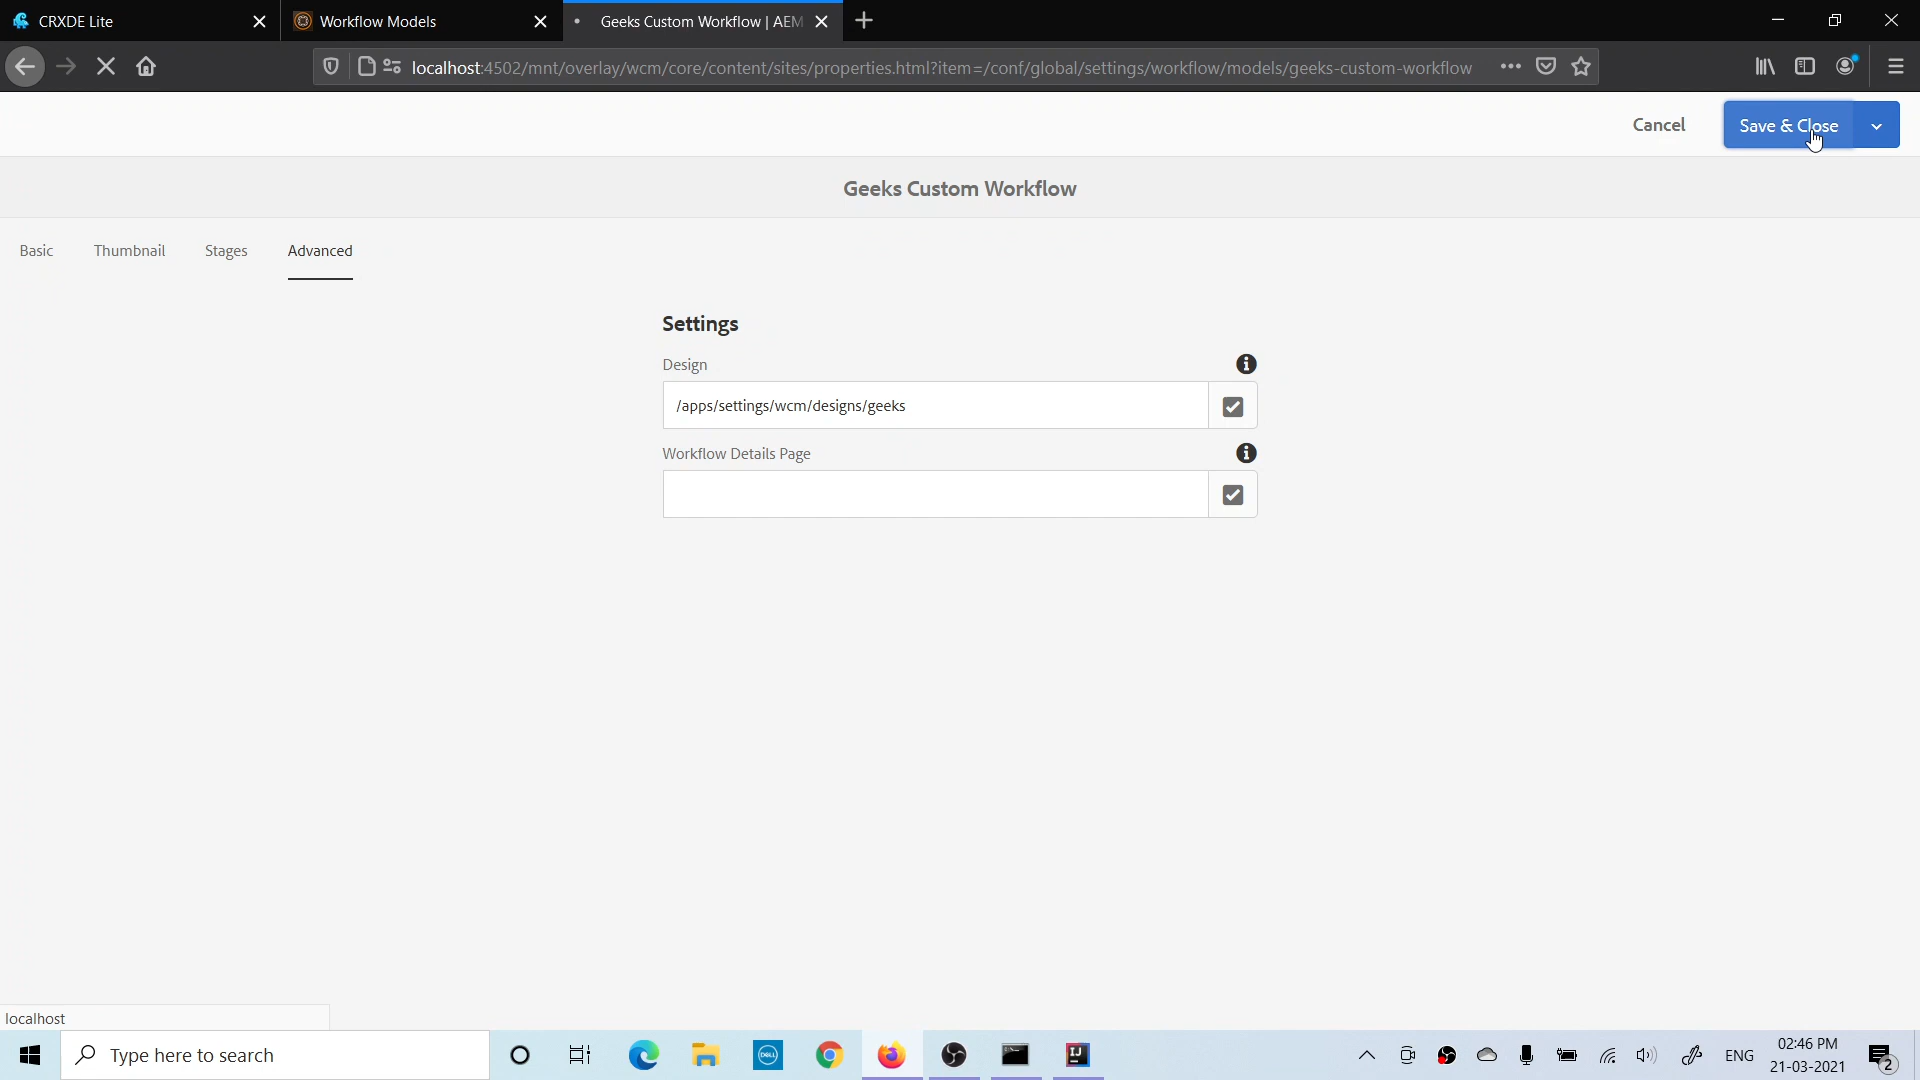 CRXDE Lite
Workflow Models
Geeks Custom Workflow | AEM
localhost:4502/mnt/overlay/wcm/core/content/sites/properties.html?item=/conf/global/settings/workflow/models/geeks-custom-workflow
Cancel
Save & Close
Geeks Custom Workflow
Basic
Thumbnail
Stages
Advanced
Settings
Design
/apps/settings/wcm/designs/geeks
Workflow Details Page
localhost
Type here to search
DELL
IJ
ENG
02:46 PM
21-03-2021
2